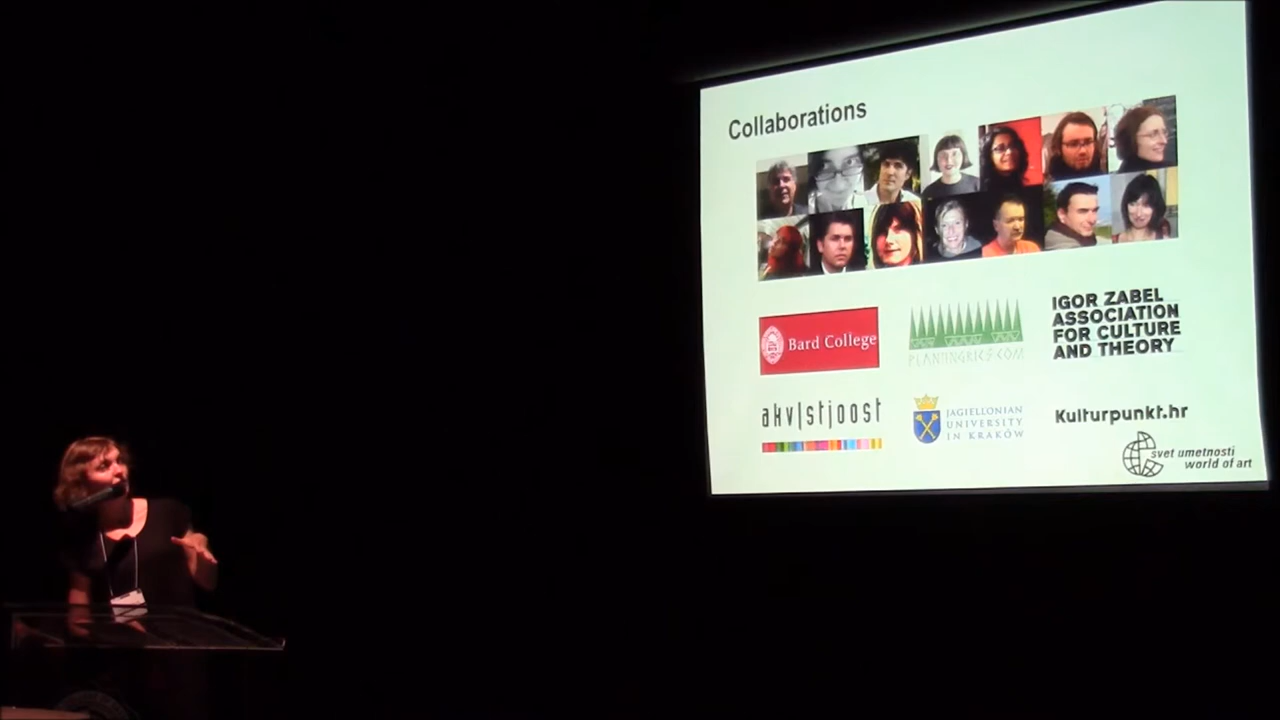 Collaborations
Bard College
PLANTINGRICE.COM
IGOR ZABEL
ASSOCIATION
FOR CULTURE
AND THEORY
akv|stjoost
JAGIELLONIAN
UNIVERSITY
IN KRAKÓW
Kulturpunkt.hr
svet umetnosti
world of art